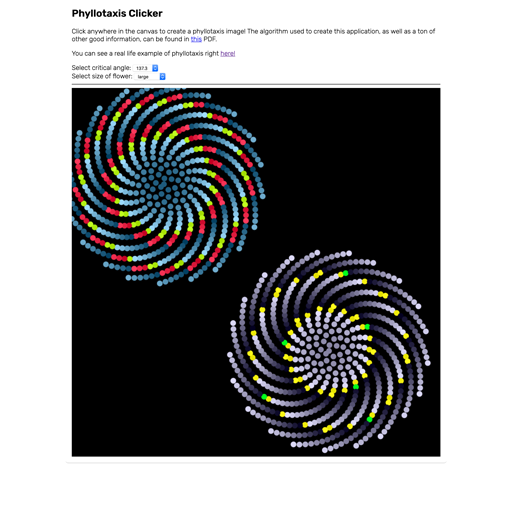 Phyllotaxis Clicker
Click anywhere in the canvas to create a phyllotaxis image! The algorithm used to create this application, as well as a ton of
other good information, can be found in this PDF.
You can see a real life example of phyllotaxis right here!
Select critical angle: 137.3
Select size of flower: large